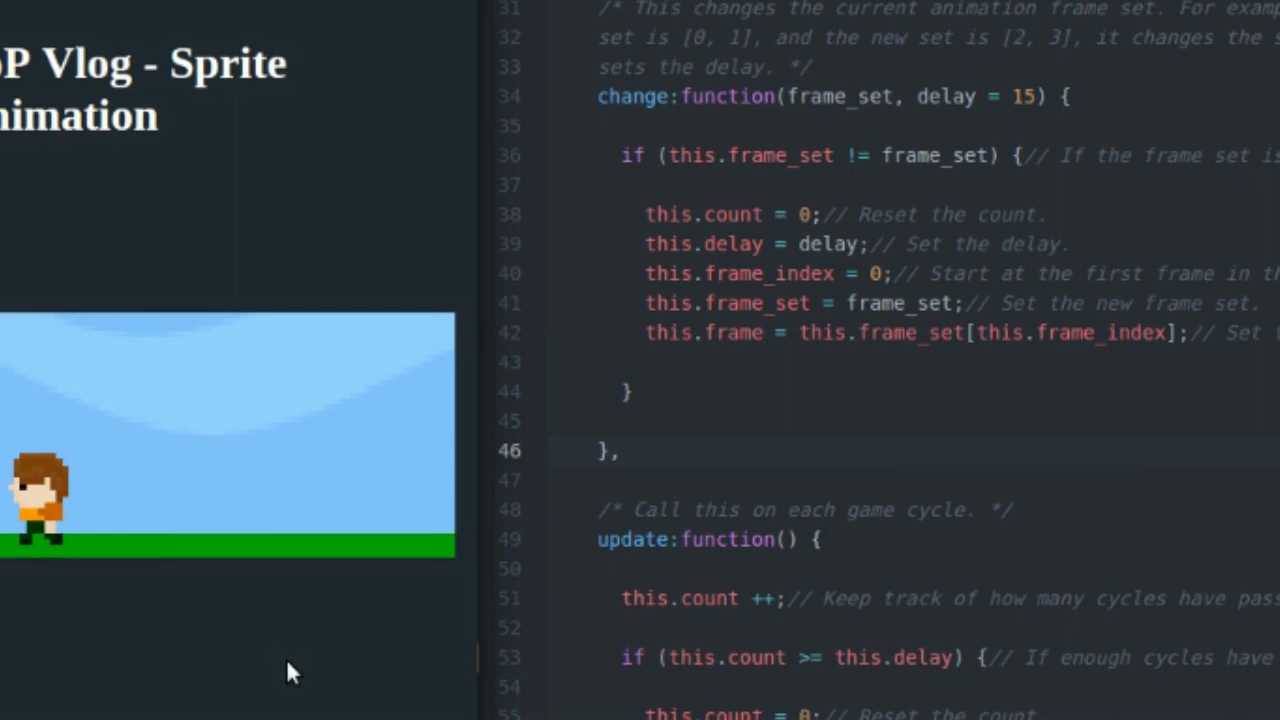 P Vlog - Sprite
nimation
31 /* This changes the current animation frame set. For
32 set is [0, 1], and the new set is [2, 3], it changes the
33 sets the delay. */
34 change:function(frame_set, delay = 15) {
35
36 if (this.frame_set != frame_set) {// If the frame set is
37
38 this.count = 0;// Reset the count.
39 this.delay = delay;// Set the delay.
40 this.frame_index = 0;// Start at the first frame in
41 this.frame_set = frame_set;// Set the new frame set.
42 this.frame = this.frame_set[this.frame_index];// Set
43
44 }
45
46 },
47
48 /* Call this on each game cycle. */
49 update:function() {
50
51 this.count ++;// Keep track of how many cycles have
52
53 if (this.count >= this.delay) {// If enough cycles have
54
55 this.count = 0;// Reset the count